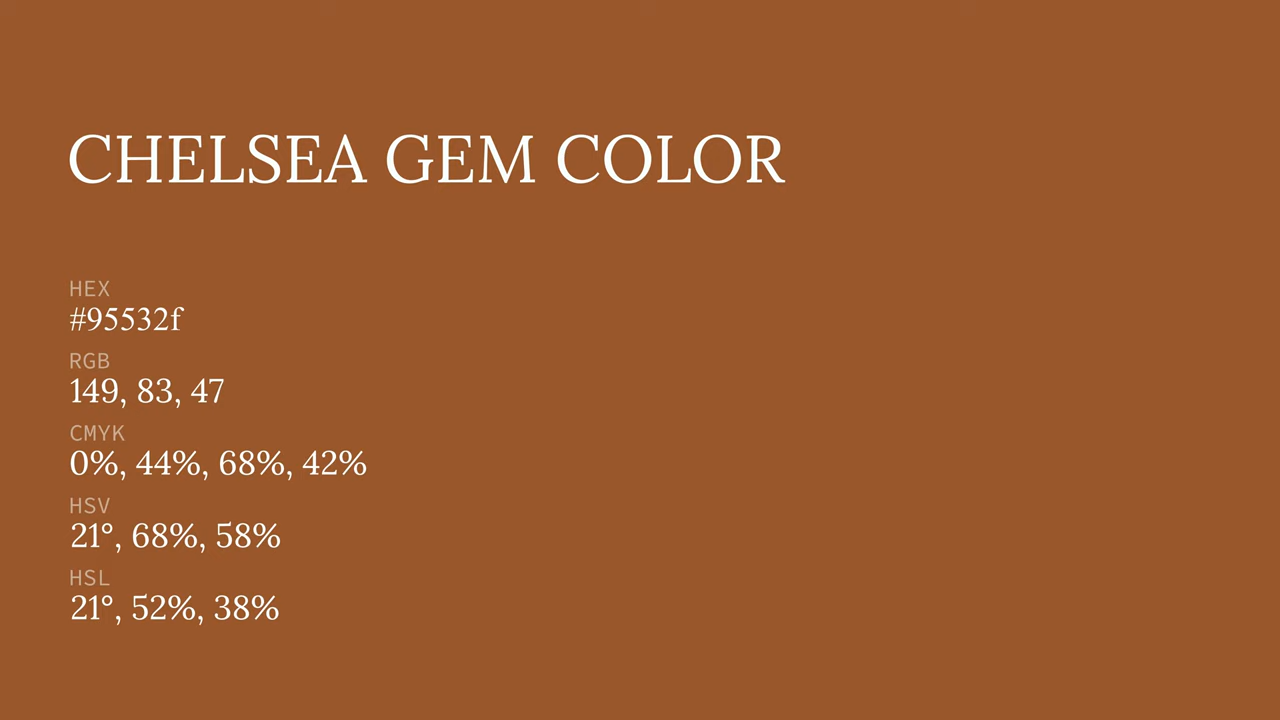 CHELSEA GEM COLOR
HEX
#95532f
RGB
149, 83, 47
CMYK
0%, 44%, 68%, 42%
HSV
21°, 68%, 58%
HSL
21°, 52%, 38%